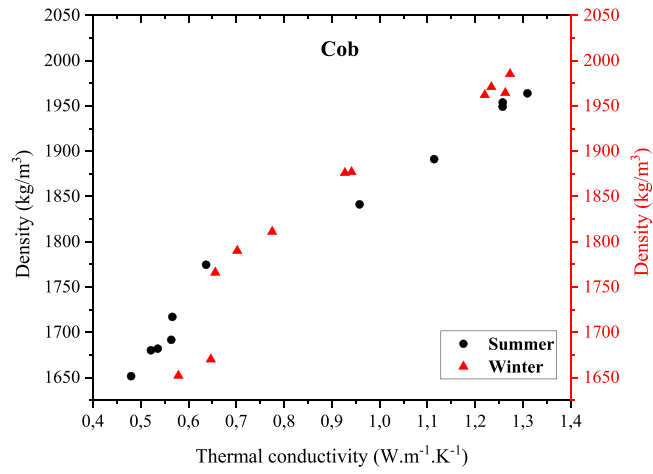 Cob
2050
2000
1950
1900
1850
1800
1750
1700
1650
Density (kg/m³)
2050
2000
1950
1900
1850
1800
1750
1700
1650
Density (kg/m³)
Summer
Winter
0,4 0,5 0,6 0,7 0,8 0,9 1,0 1,1 1,2 1,3 1,4
Thermal conductivity (W.m⁻¹.K⁻¹)